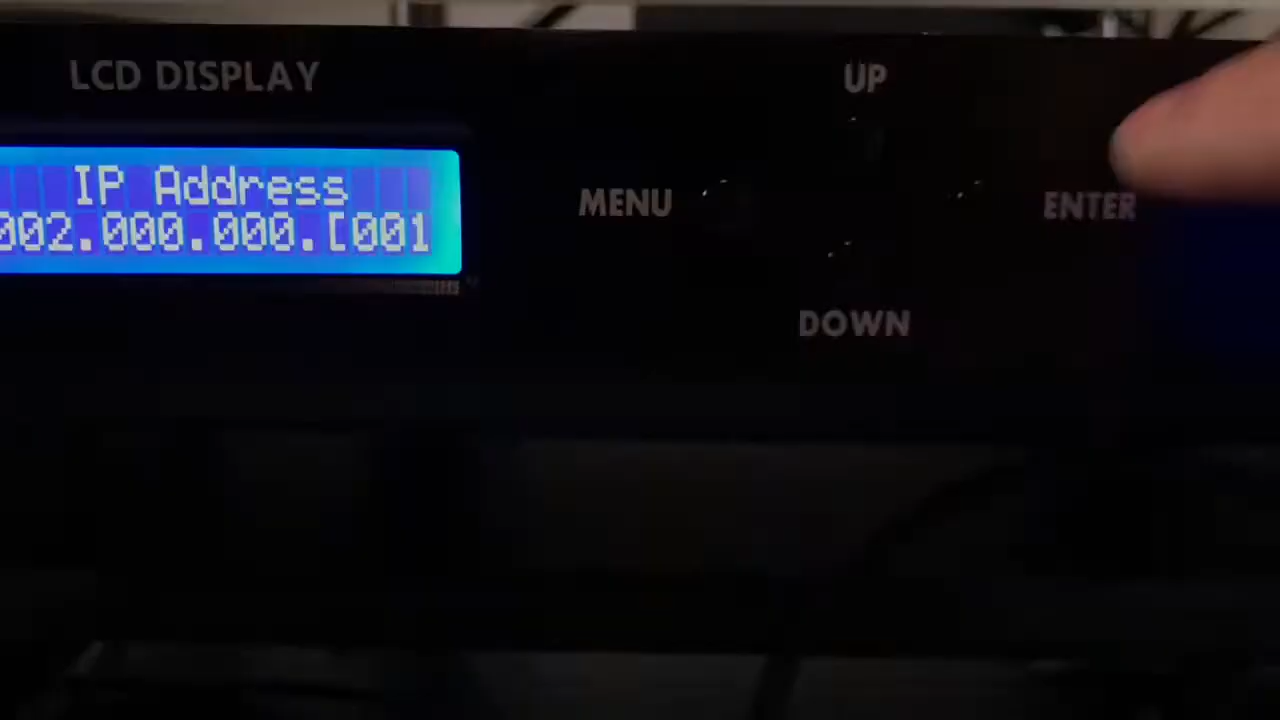 LCD DISPLAY
UP
IP Address
002.000.000.[001
MENU
ENTER
DOWN